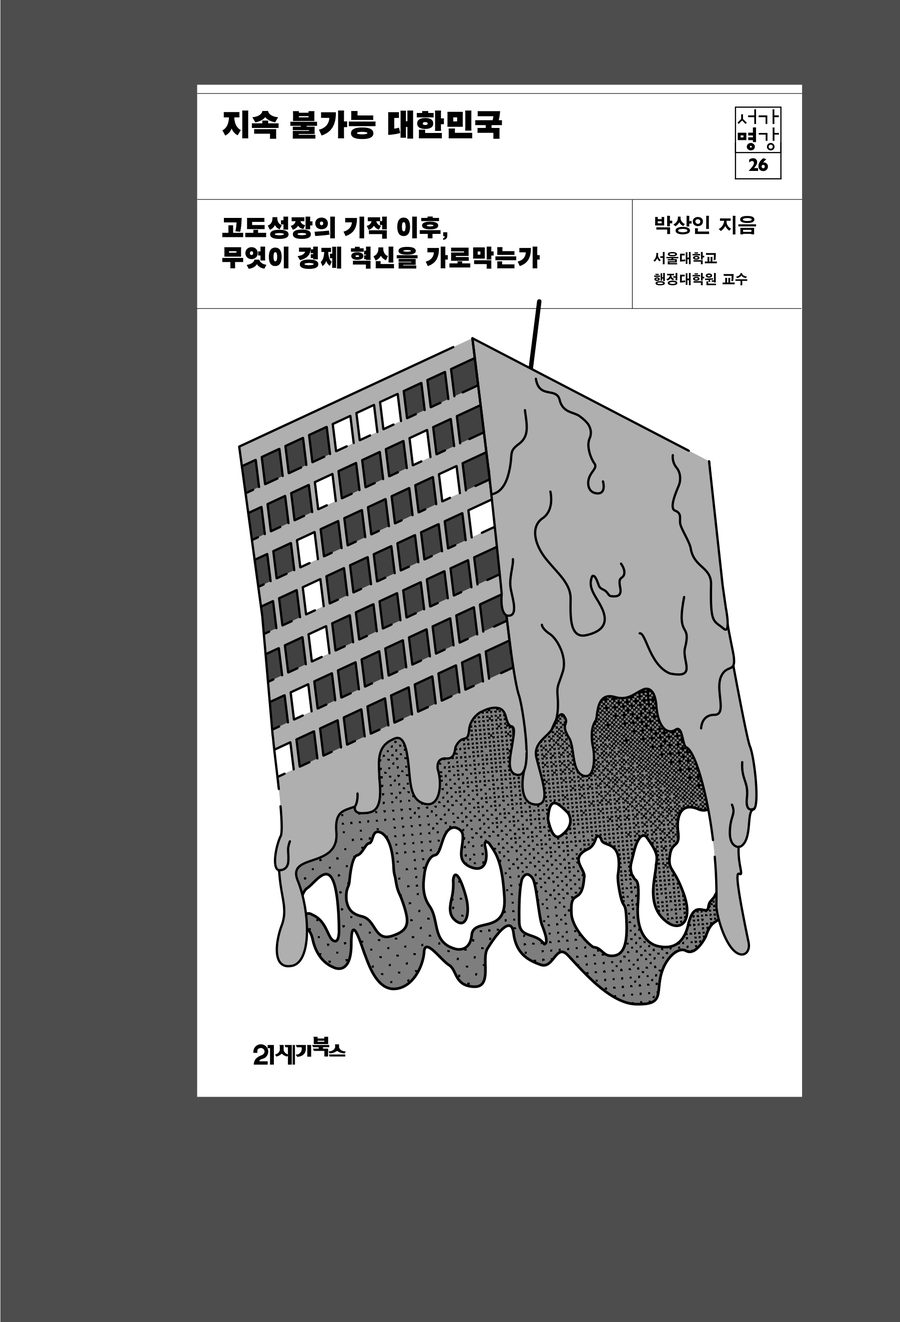 지속 불가능 대한민국
서가
명강
26
고도성장의 기적 이후,
무엇이 경제 혁신을 가로막는가
박상인 지음
서울대학교
행정대학원 교수
21세기북스